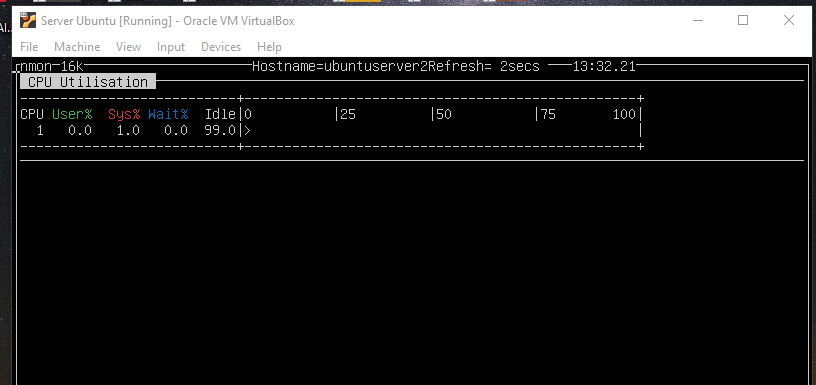 AI.
Server Ubuntu [Running] - Oracle VM VirtualBox
File Machine View Input Devices Help
nmon-16k Hostname=ubuntuserver2Refresh= 2secs 13:32.21
CPU Utilisation
---------------------------+-------------------------------------------------+
CPU User% Sys% Wait% Idle|0 |25 |50 |75 100|
1 0.0 1.0 0.0 99.0|> |
---------------------------+-------------------------------------------------+